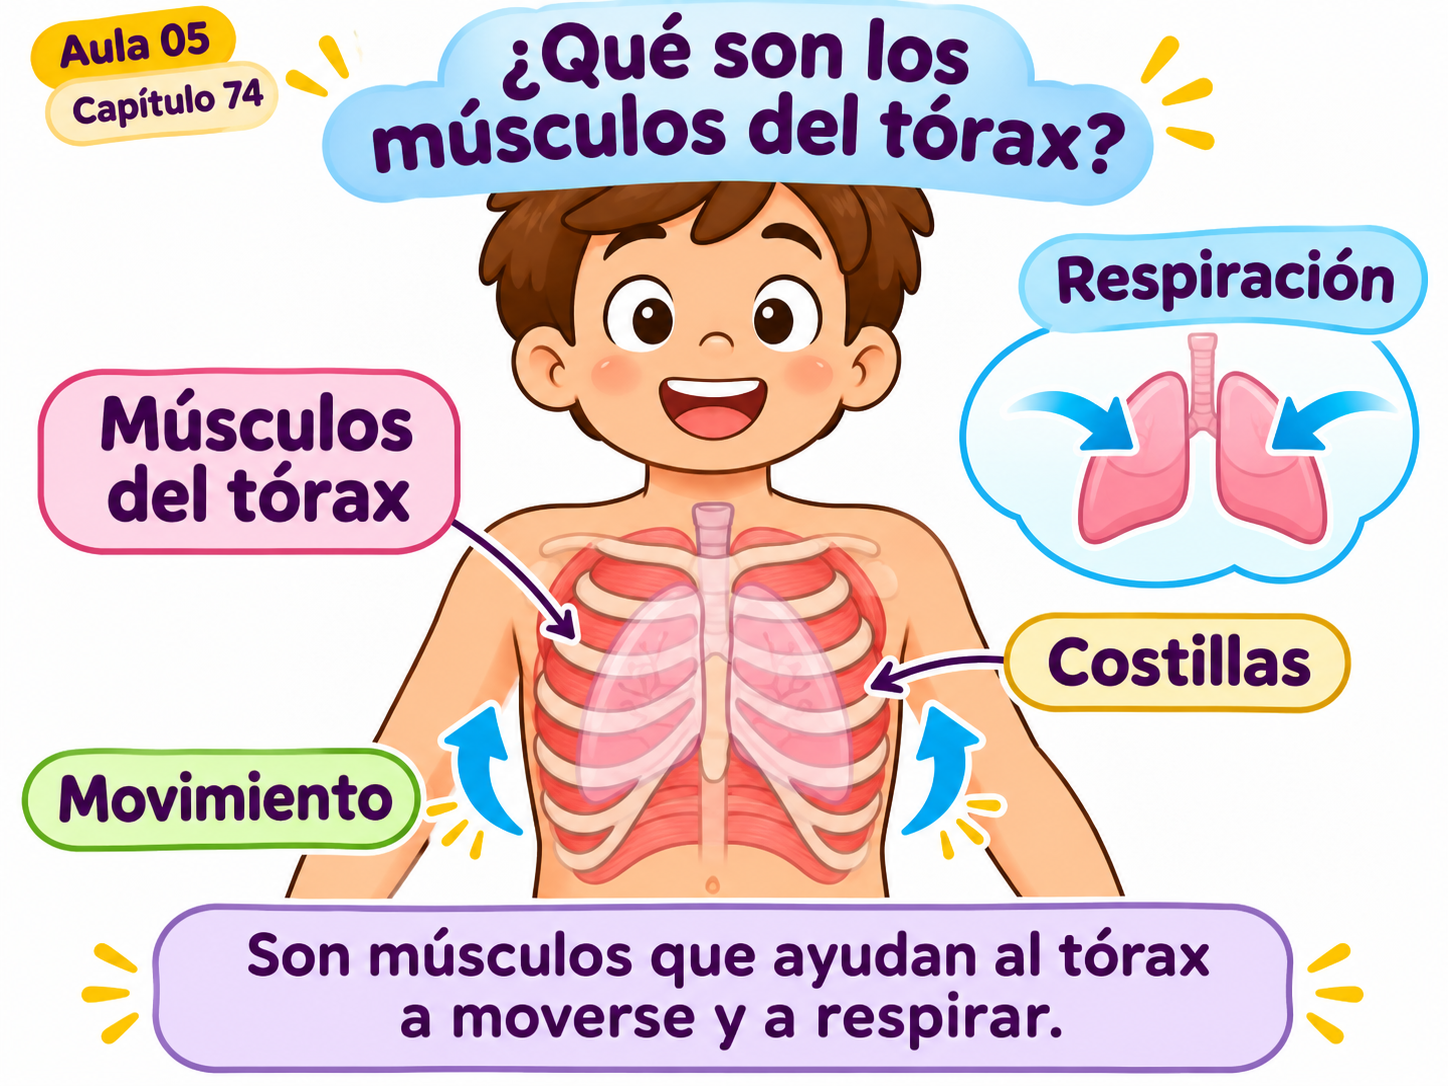 Aula 05
Capítulo 74
¿Qué son los
músculos del tórax?
Respiración
Músculos
del tórax
Costillas
Movimiento
Son músculos que ayudan al tórax
a moverse y a respirar.